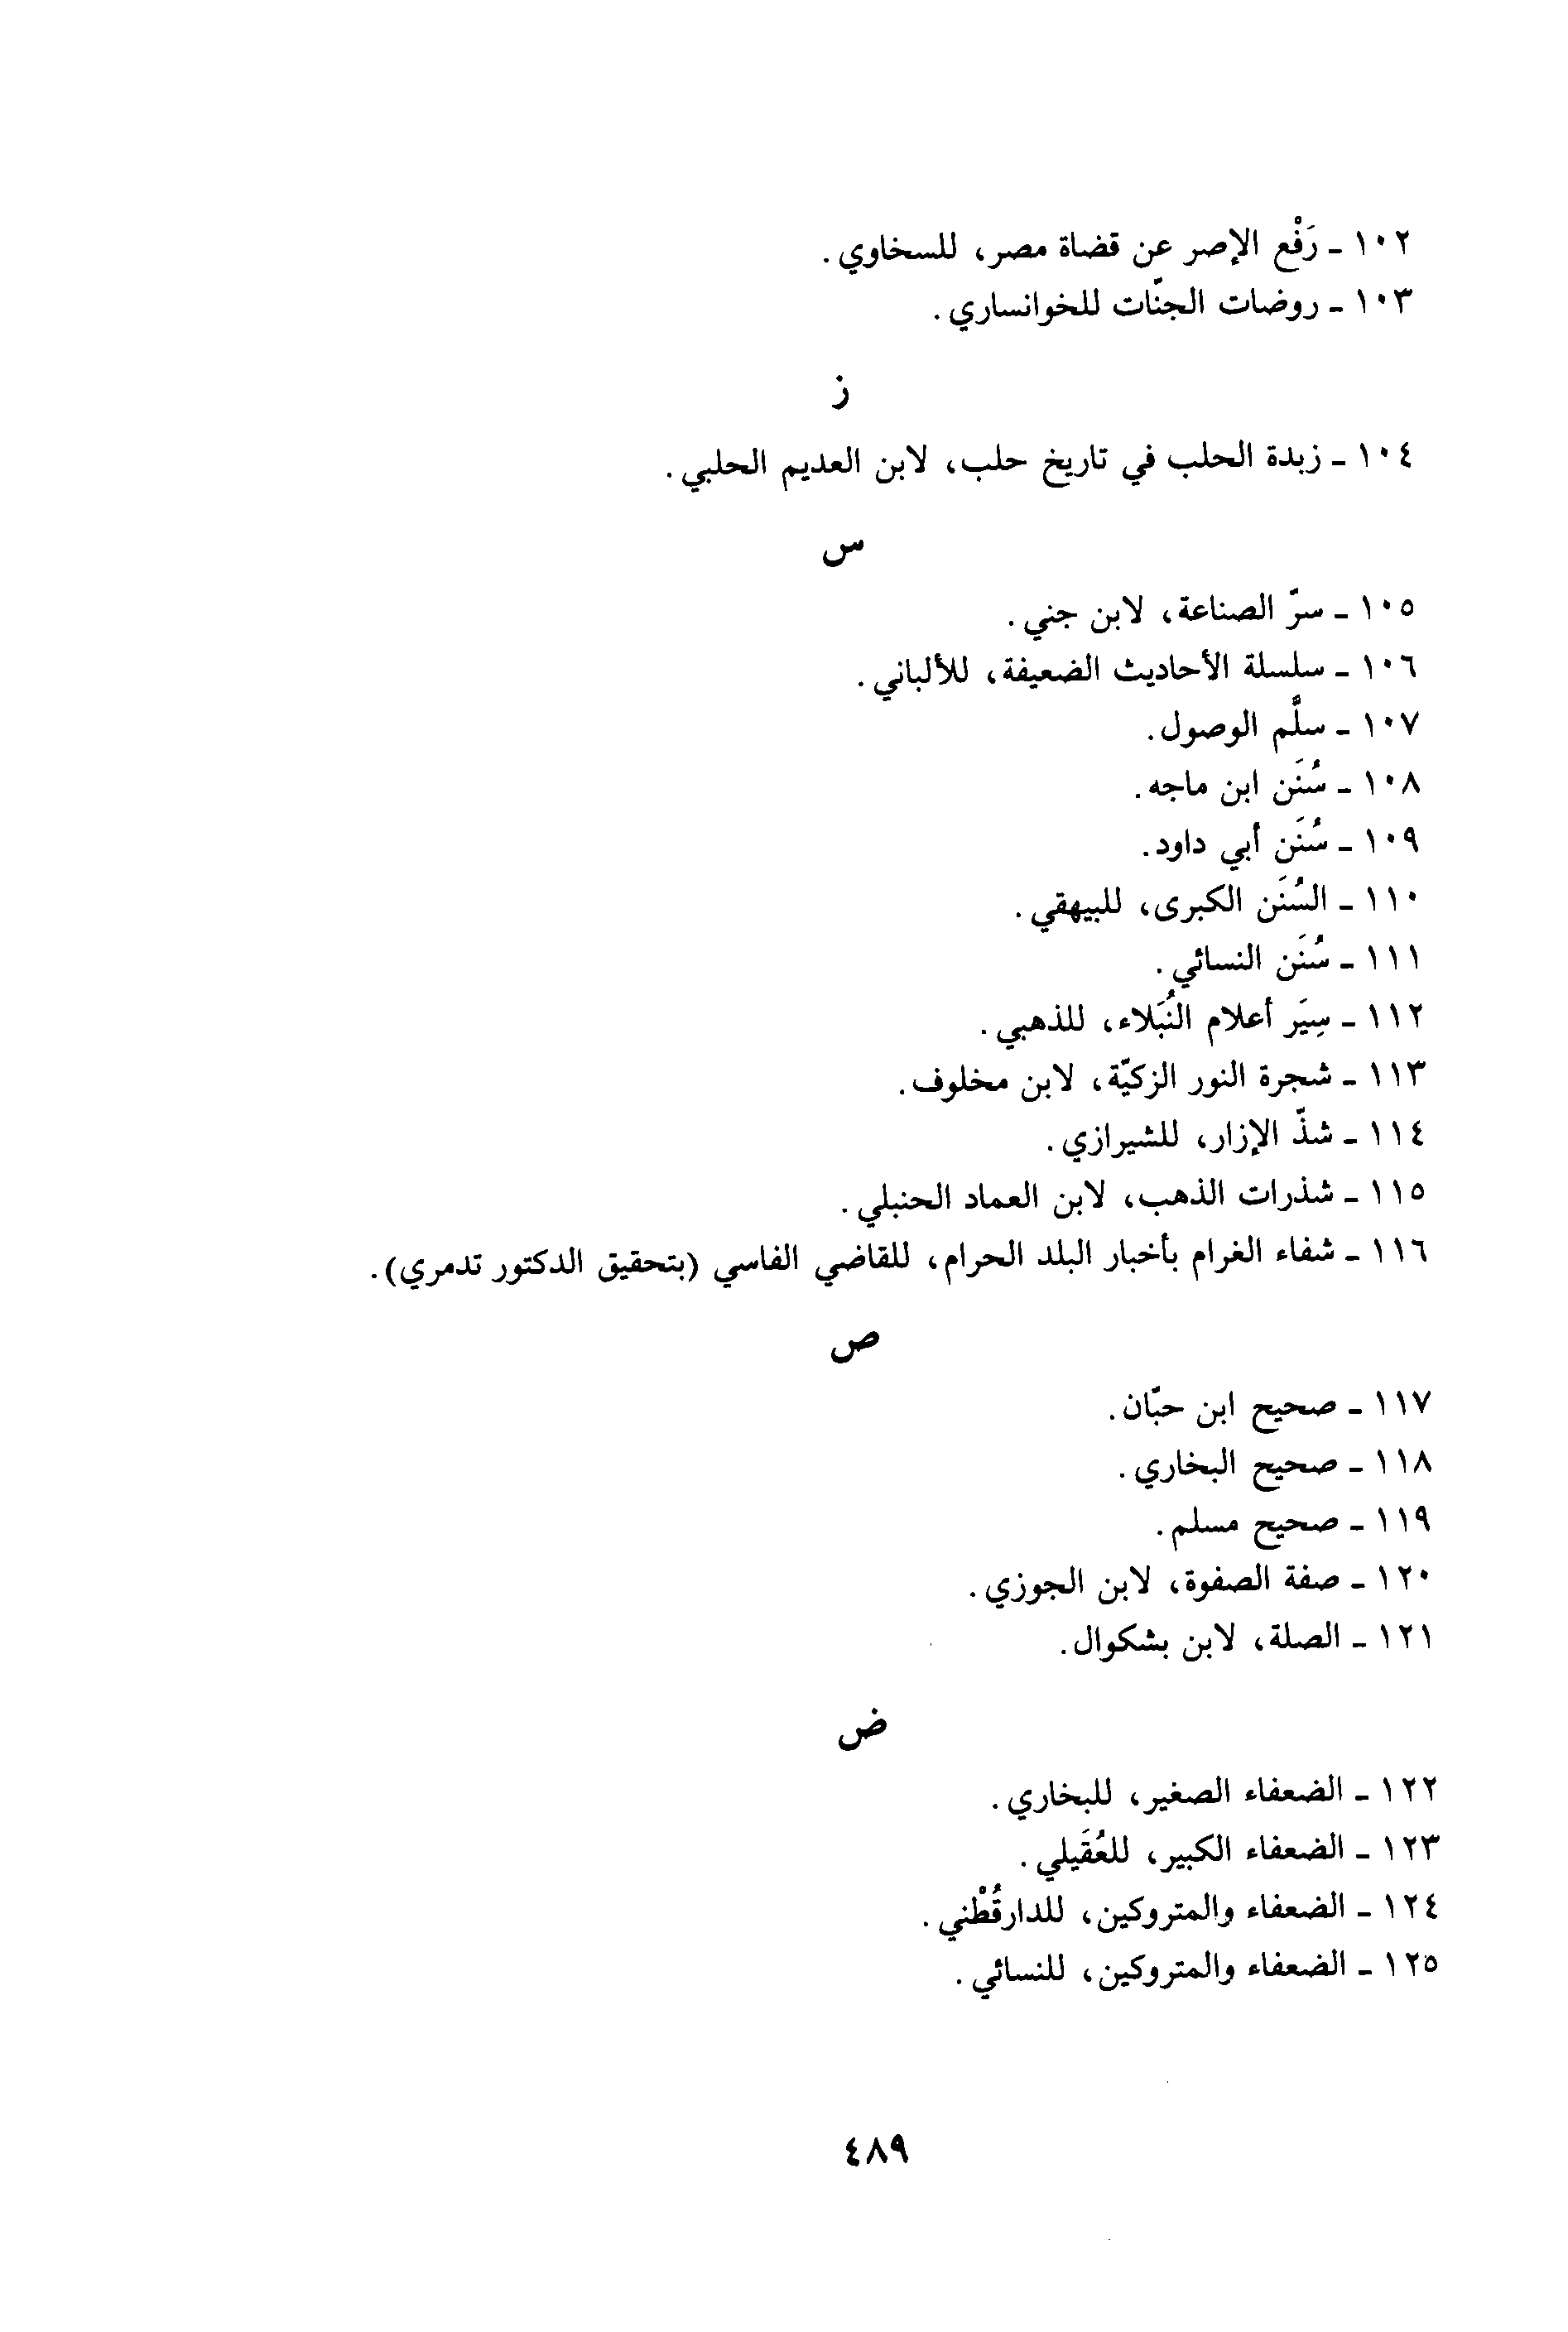 ١٠٢ - رَفْع الإصر عن قضاة مصر، للسخاوي.
١٠٣ - روضات الجنّات للخوانساري.
ز
١٠٤ - زبدة الحلب في تاريخ حلب، لابن العديم الحلبي.
س
١٠٥ - سرّ الصناعة، لابن جني.
١٠٦ - سلسلة الأحاديث الضعيفة، للألباني.
١٠٧ - سلَّم الوصول.
١٠٨ - سُنَن ابن ماجه.
١٠٩ - سُنَن أبي داود.
١١٠ - السُنَن الكبرى، للبيهقي.
١١١ - سُنَن النسائي.
١١٢ - سِيَر أعلام النُبَلاء، للذهبي.
١١٣ - شجرة النور الزكيّة، لابن مخلوف.
١١٤ - شذّ الإزار، للشيرازي.
١١٥ - شذرات الذهب، لابن العماد الحنبلي.
١١٦ - شفاء الغرام بأخبار البلد الحرام، للقاضي الفاسي (بتحقيق الدكتور تدمري).
ص
١١٧ - صحيح ابن حبّان.
١١٨ - صحيح البخاري.
١١٩ - صحيح مسلم.
١٢٠ - صفة الصفوة، لابن الجوزي.
١٢١ - الصلة، لابن بشكوال.
ض
١٢٢ - الضعفاء الصغير، للبخاري.
١٢٣ - الضعفاء الكبير، للعُقَيلي.
١٢٤ - الضعفاء والمتروكين، للدارقُطْني.
١٢٥ - الضعفاء والمتروكين، للنسائي.
٤٨٩